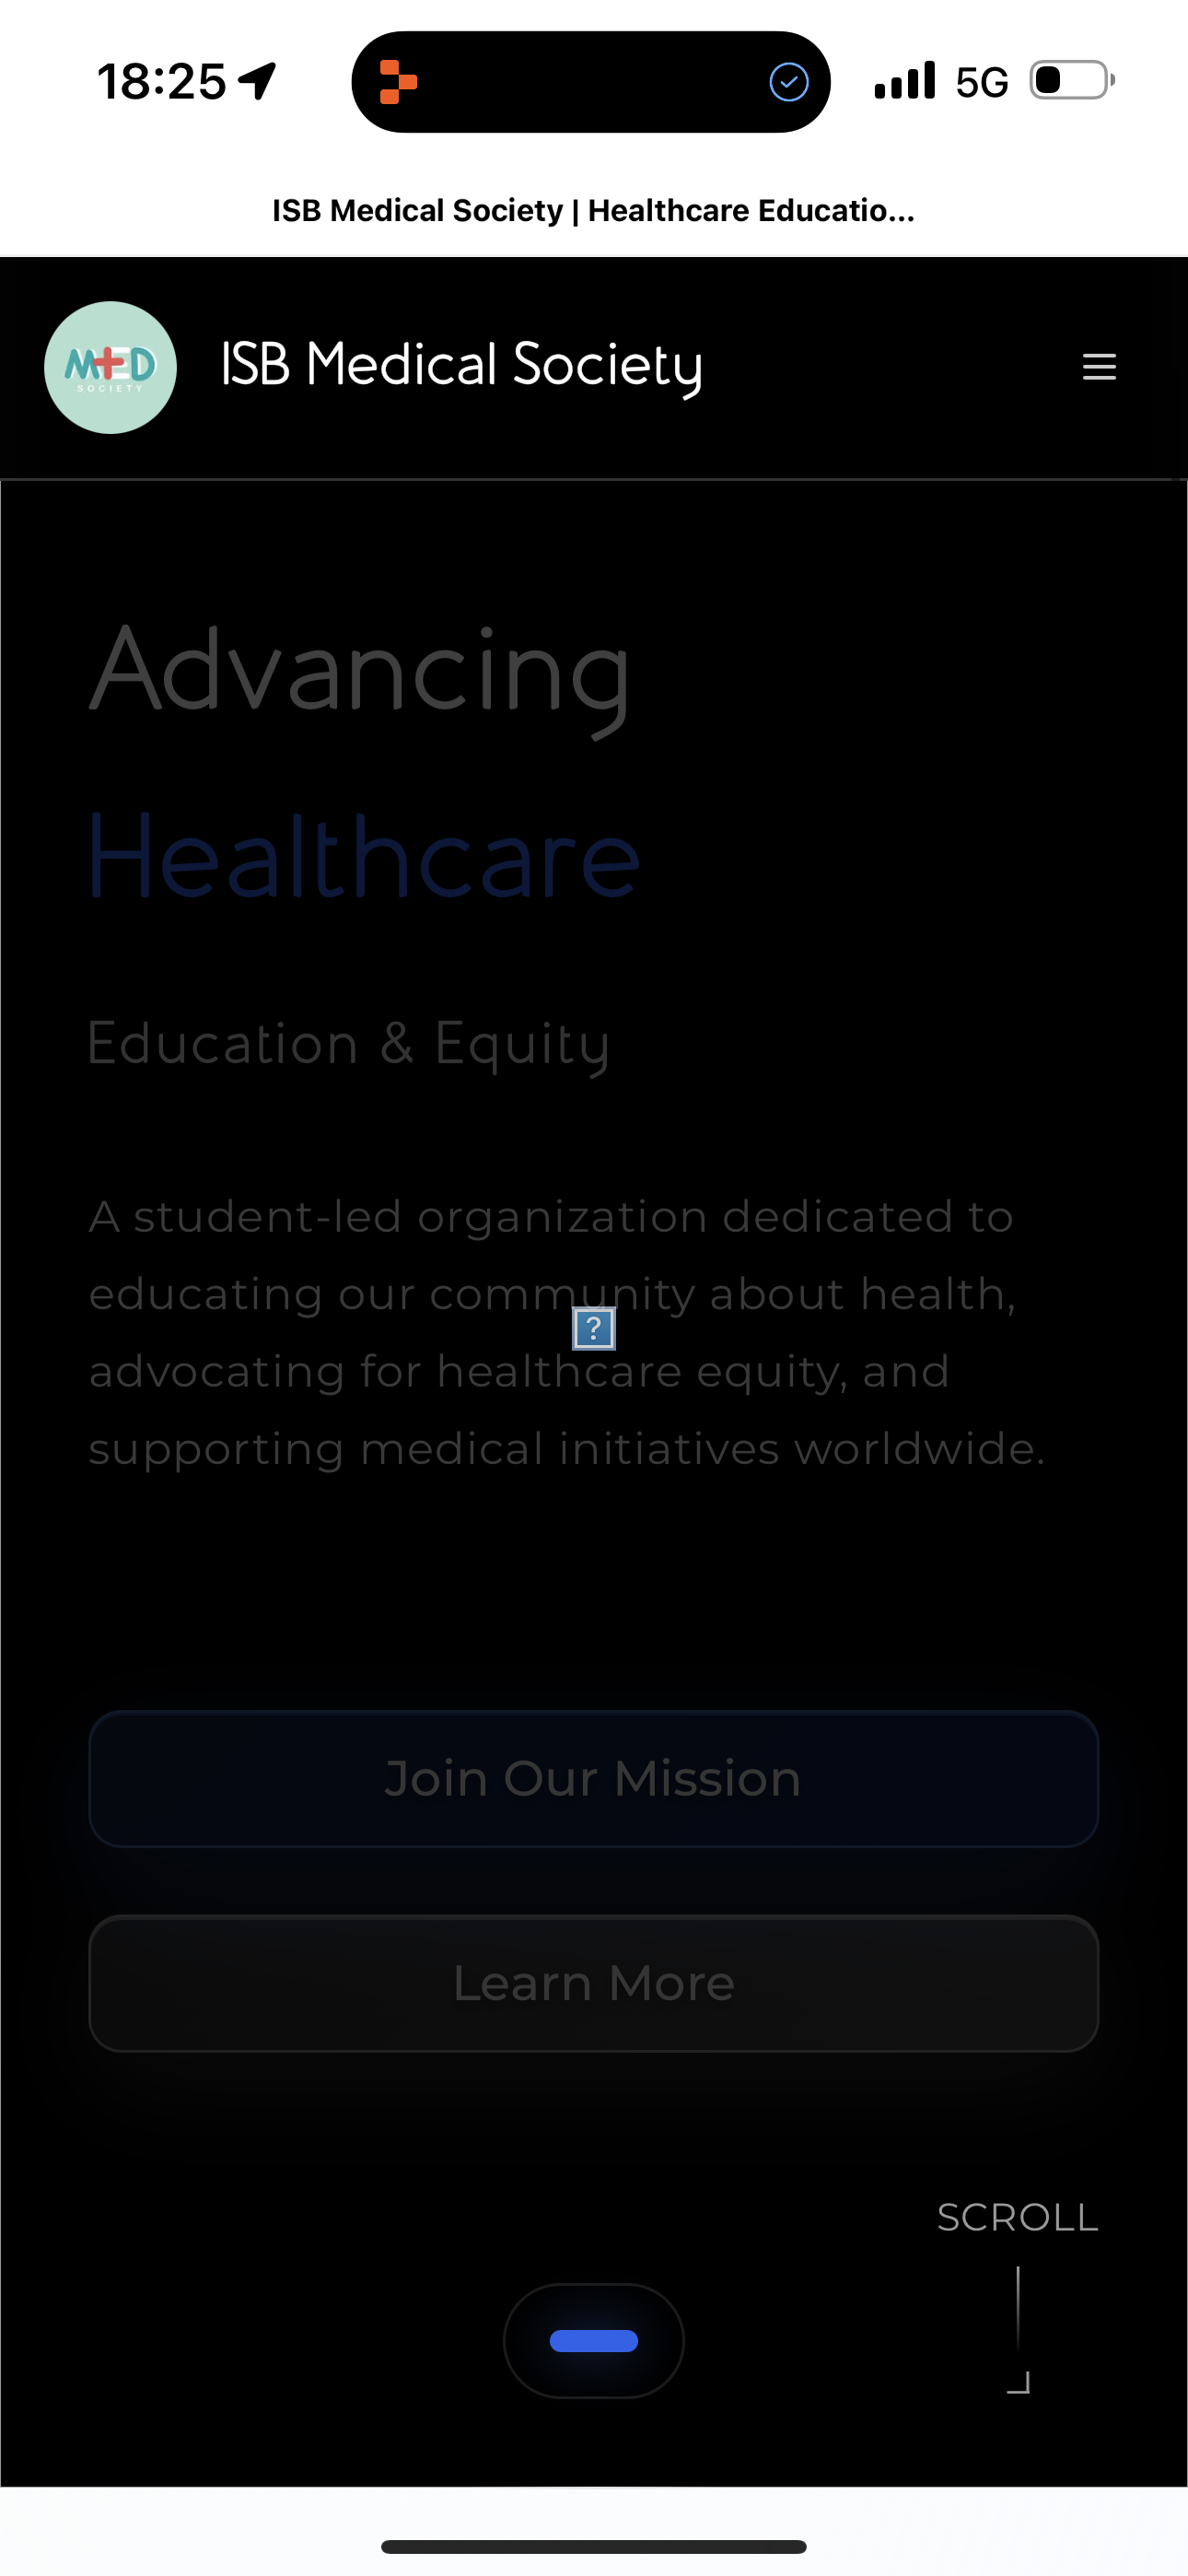 18:25
5G
ISB Medical Society | Healthcare Educatio...
MED
SOCIETY
ISB Medical Society
Advancing
Healthcare
Education & Equity
A student-led organization dedicated to
educating our community about health,
advocating for healthcare equity, and
supporting medical initiatives worldwide.
?
Join Our Mission
Learn More
SCROLL